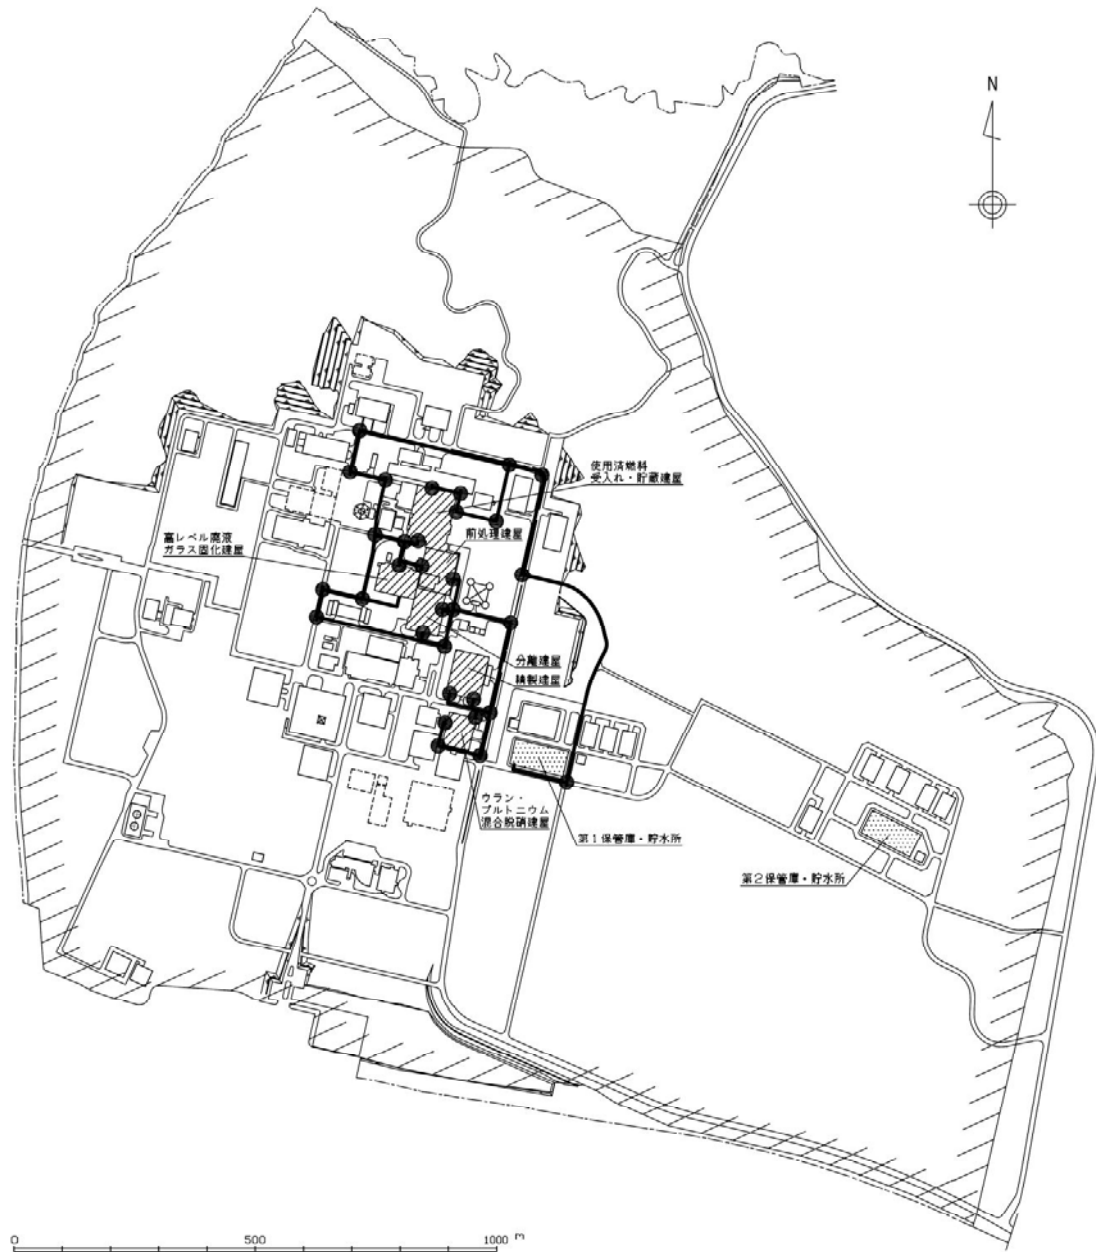 N
使用済燃料
受入れ・貯蔵建屋
前処理建屋
高レベル廃液
ガラス固化建屋
分離建屋
精製建屋
ウラン・
プルトニウム
混合脱硝建屋
第1保管庫・貯水所
第2保管庫・貯水所
0 500 1000 m